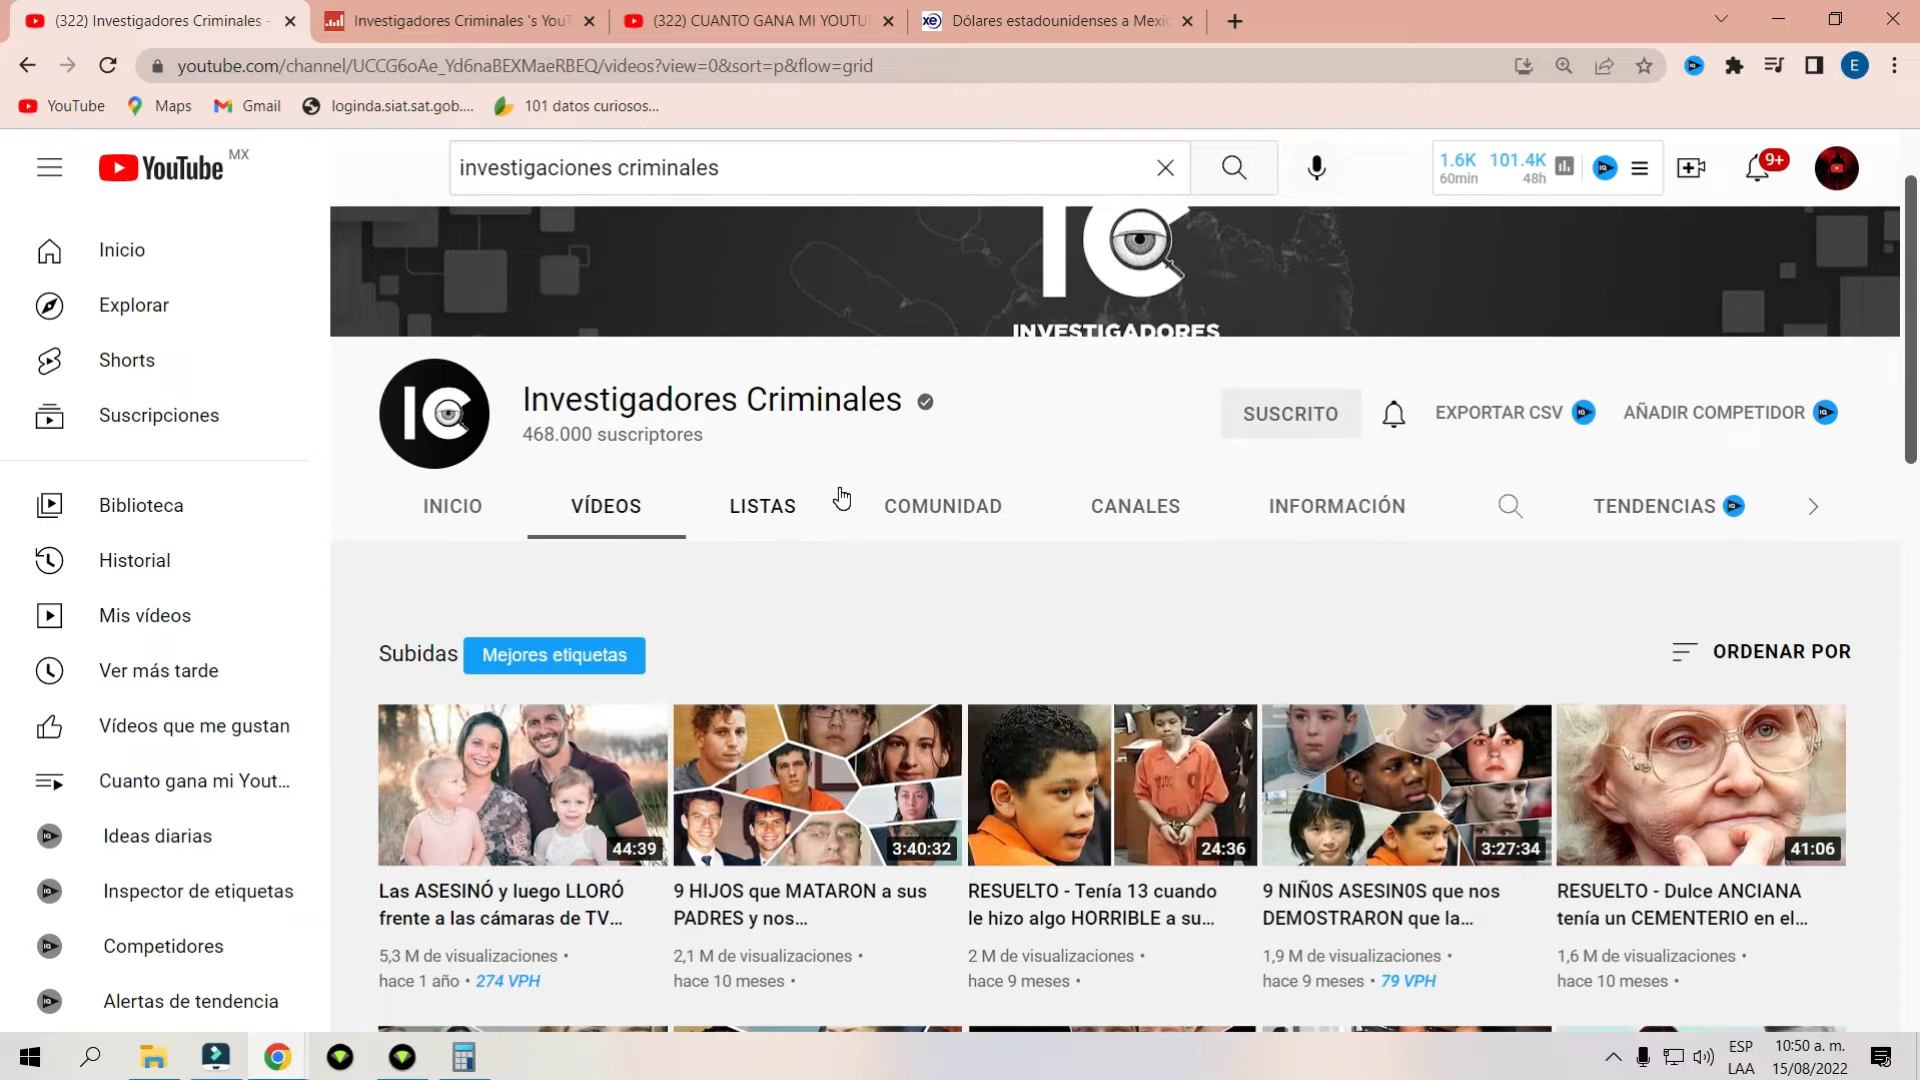 (322) Investigadores Criminales -
Investigadores Criminales 's YouT
(322) CUANTO GANA MI YOUTU
xe
Dólares estadounidenses a Mexic
youtube.com/channel/UCCG6oAe_Yd6naBEXMaeRBEQ/videos?view=0&sort=p&flow=grid
E
YouTube
Maps
Gmail
loginda.siat.sat.gob....
101 datos curiosos...
YouTube MX
investigaciones criminales
1.6K
60min
101.4K
48h
9+
Inicio
Explorar
Shorts
Suscripciones
Biblioteca
Historial
Mis vídeos
Ver más tarde
Vídeos que me gustan
Cuanto gana mi Yout...
Ideas diarias
Inspector de etiquetas
Competidores
Alertas de tendencia
IC
INVESTIGADORES
IC
Investigadores Criminales
468.000 suscriptores
SUSCRITO
EXPORTAR CSV
AÑADIR COMPETIDOR
INICIO
VÍDEOS
LISTAS
COMUNIDAD
CANALES
INFORMACIÓN
TENDENCIAS
Subidas
Mejores etiquetas
ORDENAR POR
44:39
3:40:32
24:36
3:27:34
41:06
Las ASESINÓ y luego LLORÓ
frente a las cámaras de TV...
5,3 M de visualizaciones •
hace 1 año • 274 VPH
9 HIJOS que MATARON a sus
PADRES y nos...
2,1 M de visualizaciones •
hace 10 meses •
RESUELTO - Tenía 13 cuando
le hizo algo HORRIBLE a su...
2 M de visualizaciones •
hace 9 meses •
9 NIÑ0S ASESIN0S que nos
DEMOSTRARON que la...
1,9 M de visualizaciones •
hace 9 meses • 79 VPH
RESUELTO - Dulce ANCIANA
tenía un CEMENTERIO en el...
1,6 M de visualizaciones •
hace 10 meses •
ESP
LAA
10:50 a. m.
15/08/2022